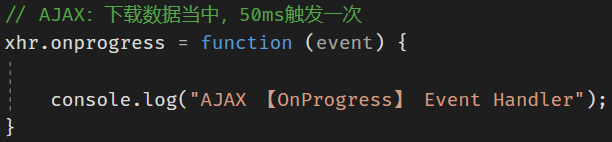 // AJAX：下载数据当中，50ms触发一次
xhr.onprogress = function (event) {
console.log("AJAX 【OnProgress】 Event Handler");
}